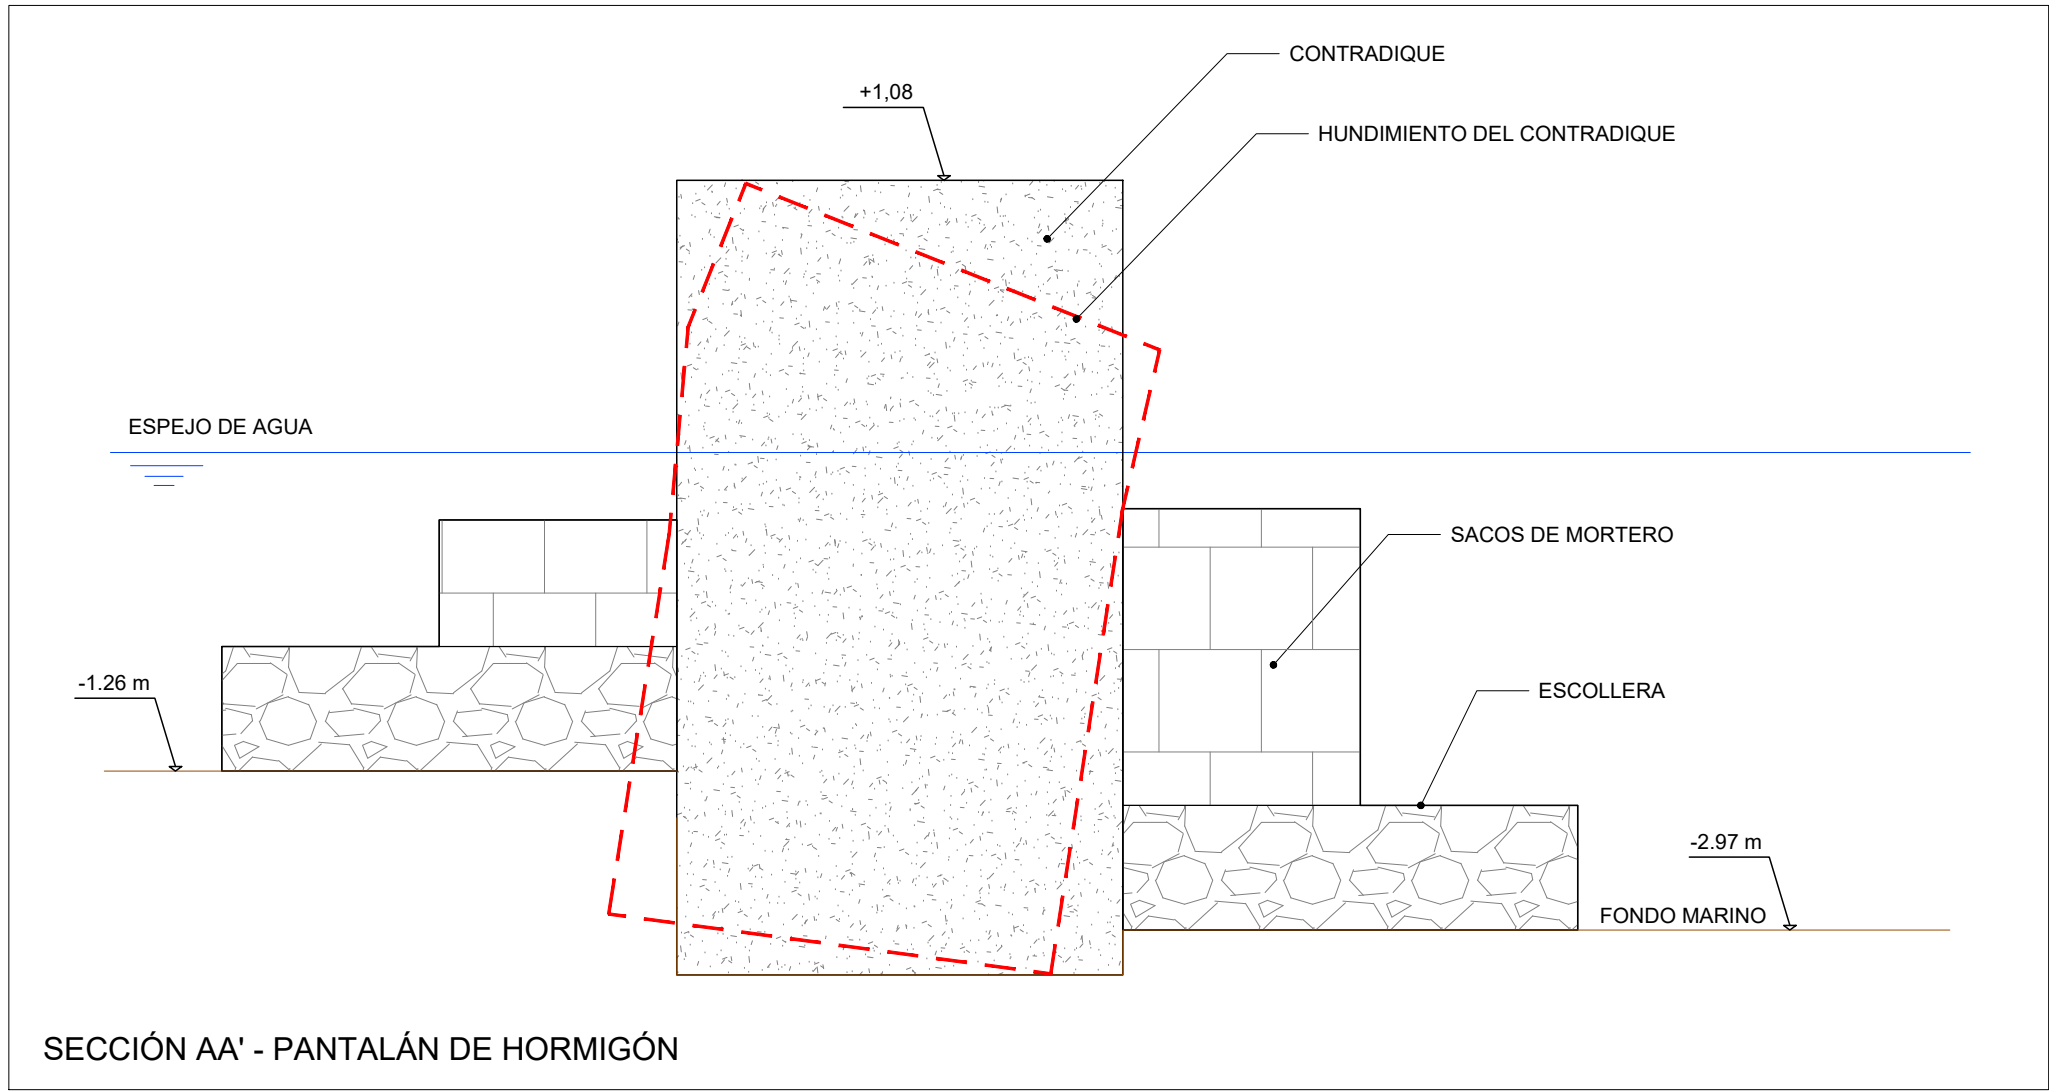 CONTRADIQUE
+1,08
HUNDIMIENTO DEL CONTRADIQUE
ESPEJO DE AGUA
SACOS DE MORTERO
-1.26 m
ESCOLLERA
-2.97 m
FONDO MARINO
SECCIÓN AA' - PANTALÁN DE HORMIGÓN